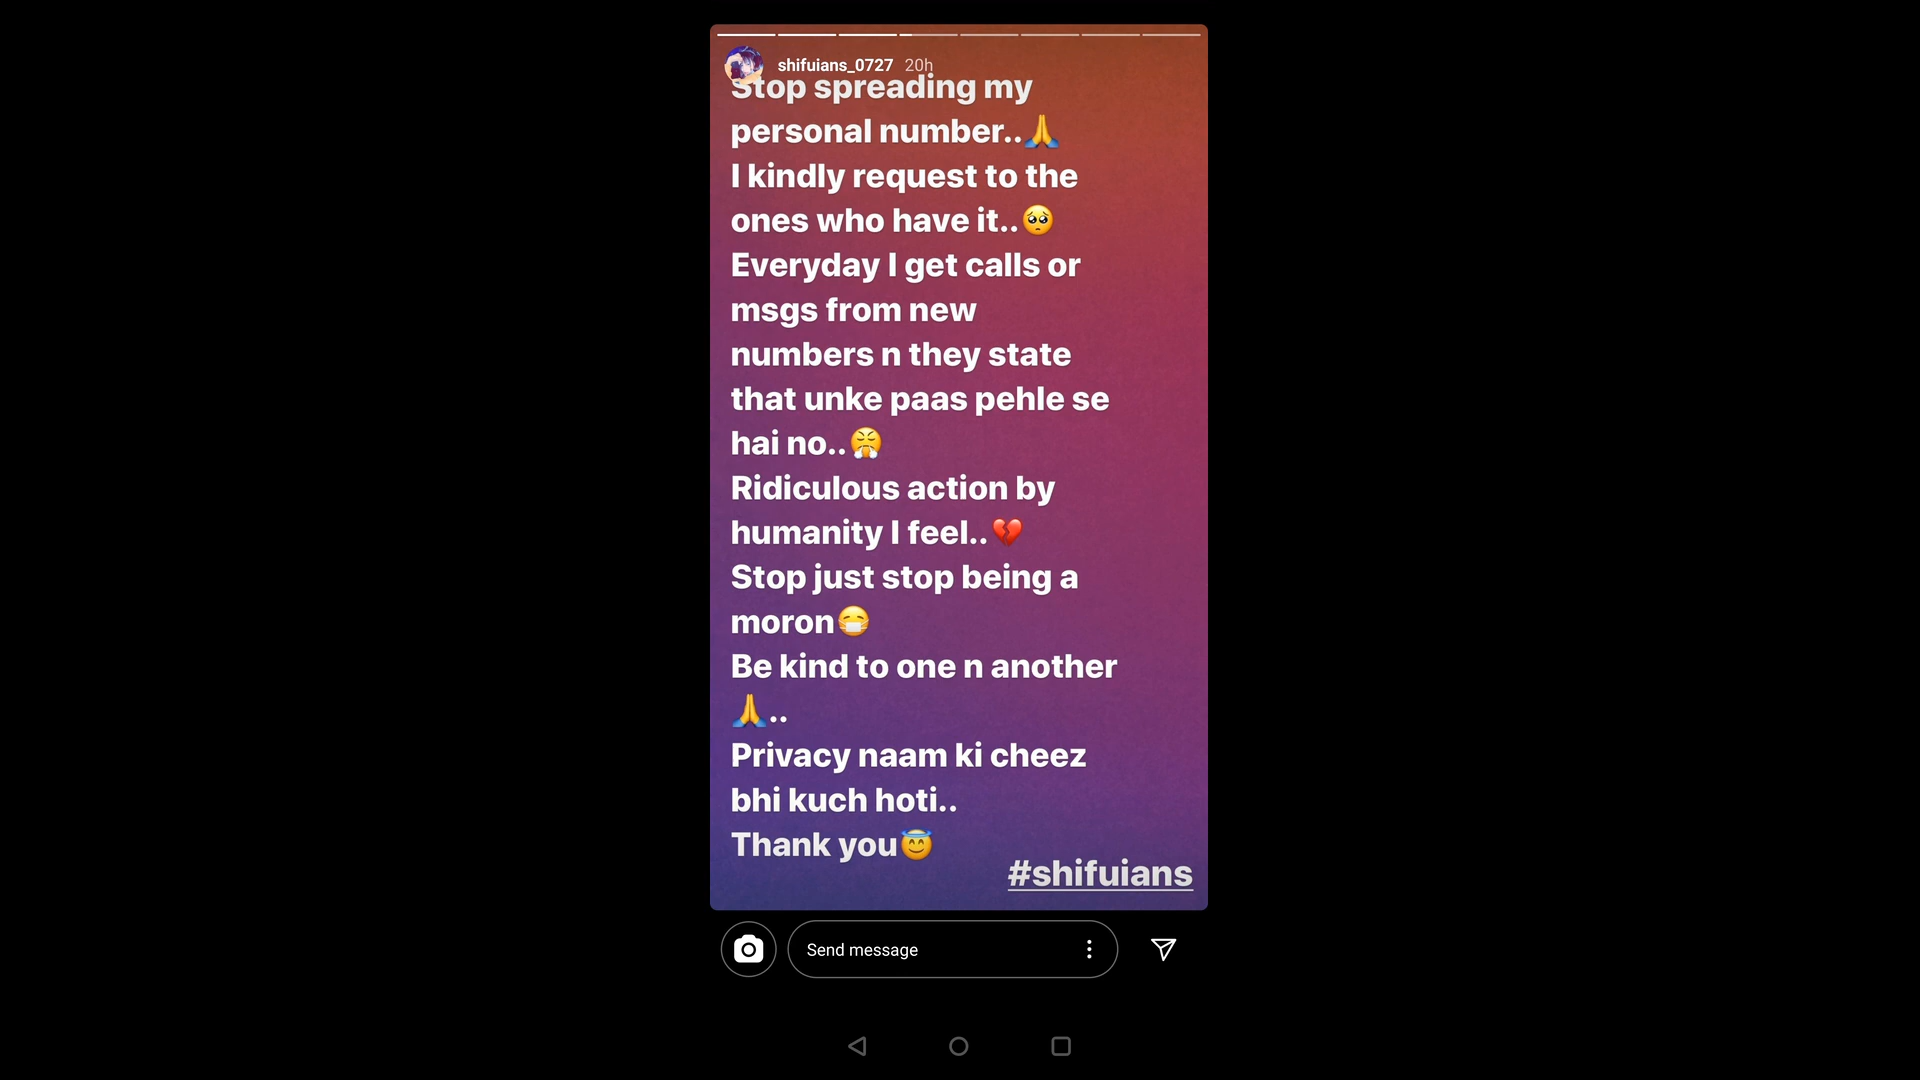 shifuians_0727 20h
Stop spreading my
personal number..🙏
I kindly request to the
ones who have it..🥺
Everyday I get calls or
msgs from new
numbers n they state
that unke paas pehle se
hai no..😤
Ridiculous action by
humanity I feel..💔
Stop just stop being a
moron😷
Be kind to one n another
🙏..
Privacy naam ki cheez
bhi kuch hoti..
Thank you😇
#shifuians
Send message